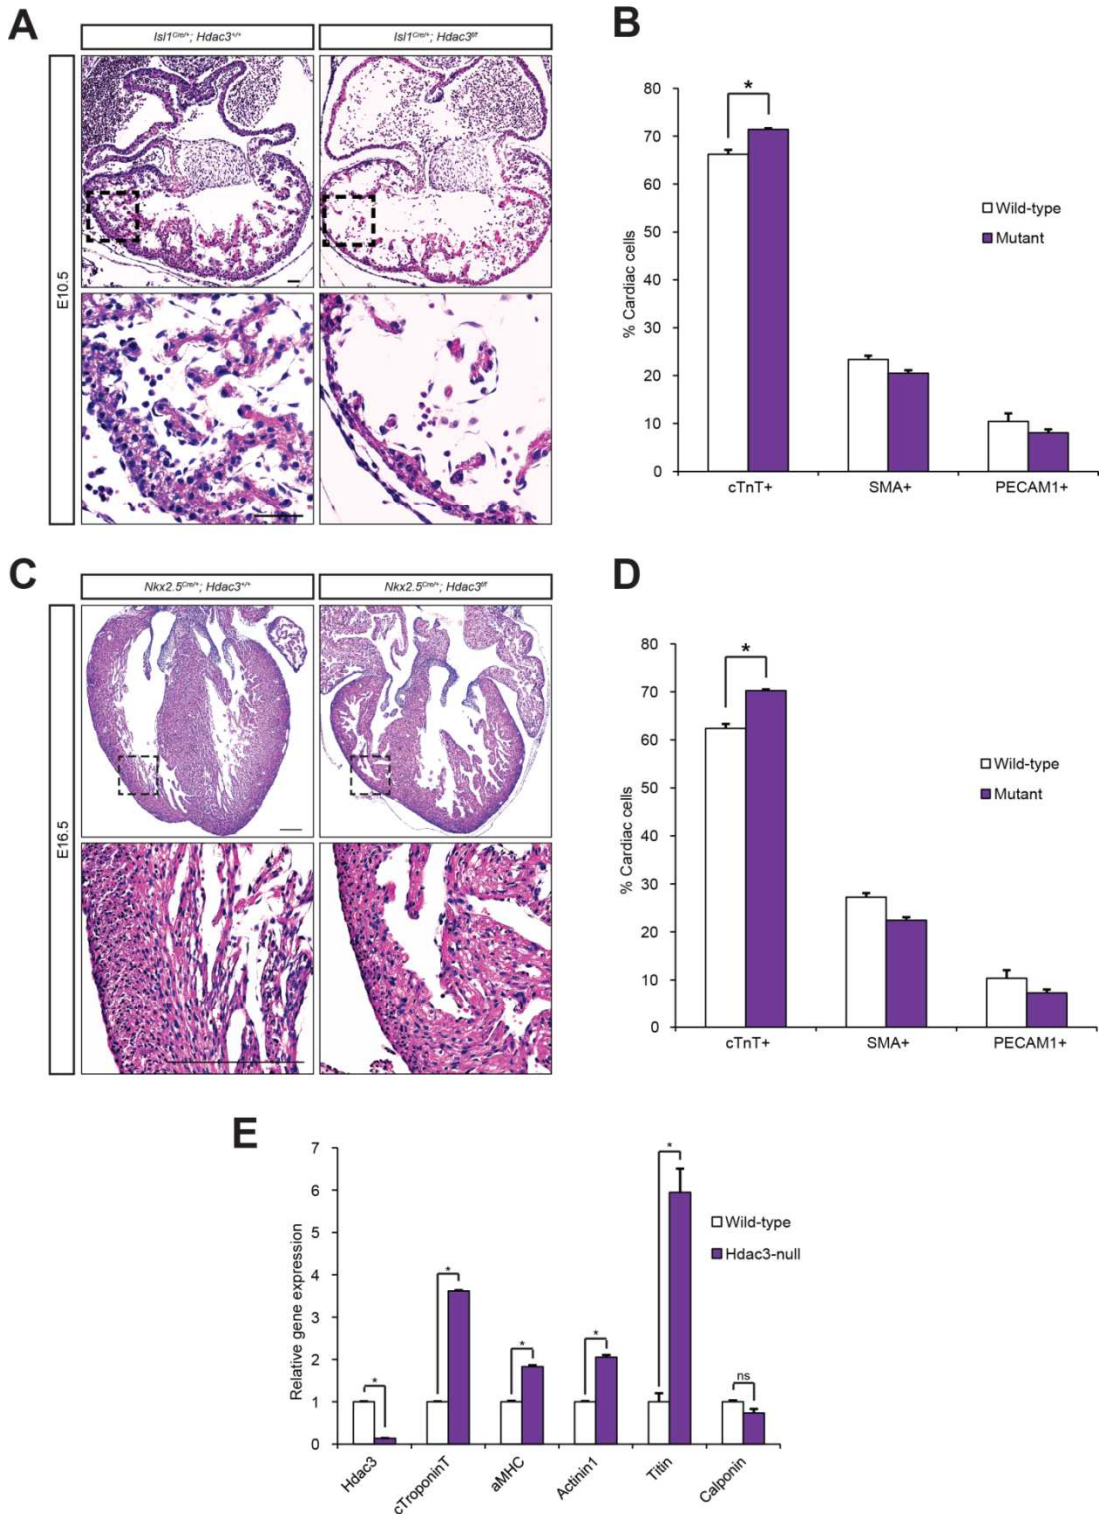 A
Isl1Cre/+; Hdac3+/+
Isl1Cre/+; Hdac3f/f
E10.5
B
% Cardiac cells
80
70
60
50
40
30
20
10
0
*
Wild-type
Mutant
cTnT+
SMA+
PECAM1+
C
Nkx2.5Cre/+; Hdac3+/+
Nkx2.5Cre/+; Hdac3f/f
E16.5
D
% Cardiac cells
80
70
60
50
40
30
20
10
0
*
Wild-type
Mutant
cTnT+
SMA+
PECAM1+
E
Relative gene expression
7
6
5
4
3
2
1
0
*
*
*
*
*
ns
Wild-type
Hdac3-null
Hdac3
cTroponinT
aMHC
Actinin1
Titin
Calponin